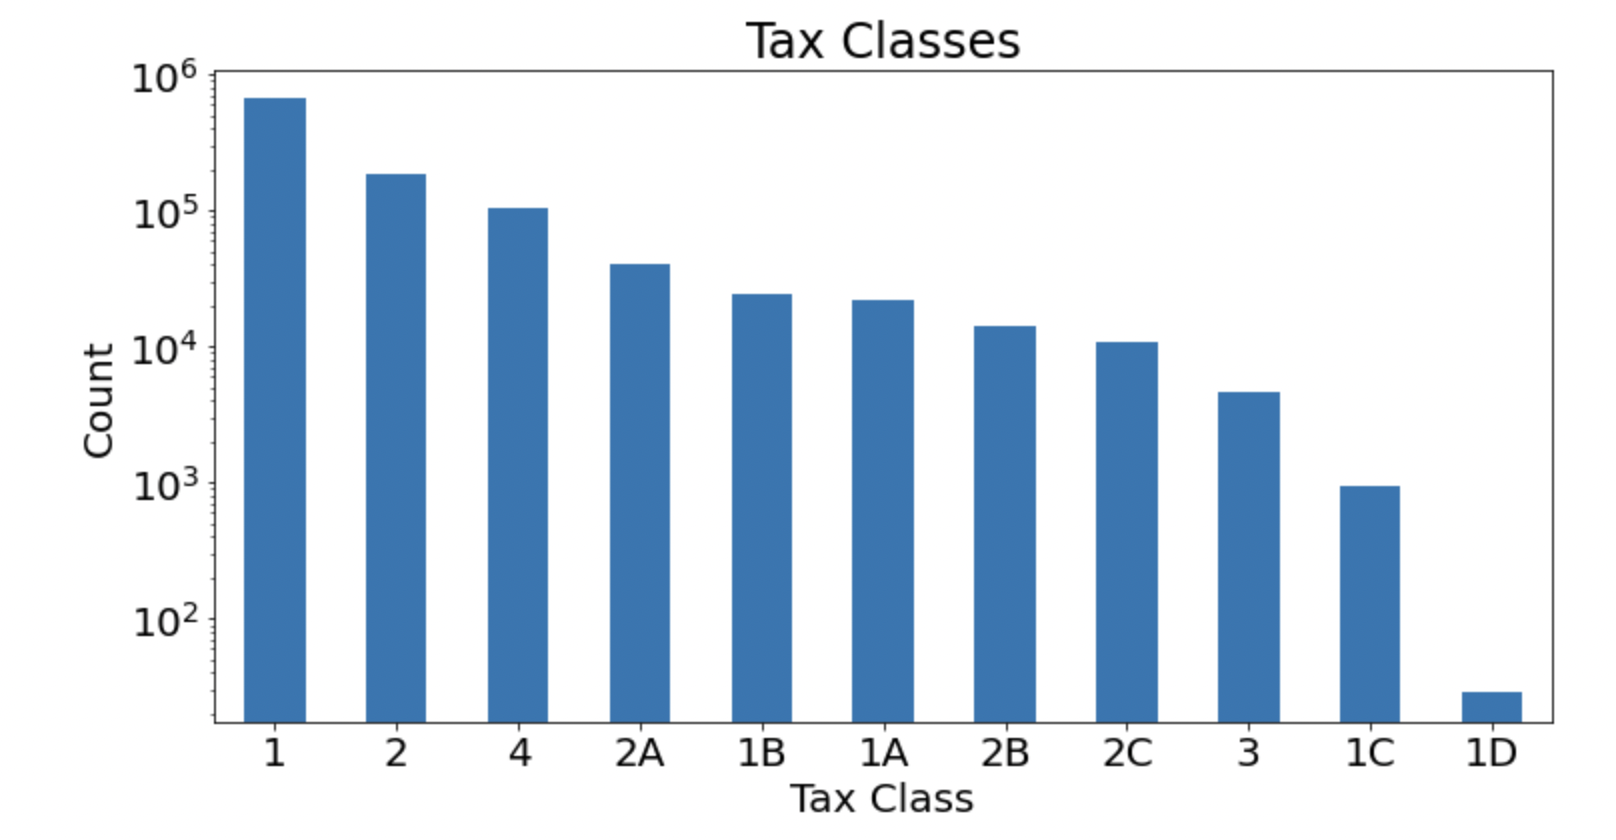 Tax Classes
10⁶
10⁵
10⁴
10³
10²
Count
1 2 4 2A 1B 1A 2B 2C 3 1C 1D
Tax Class